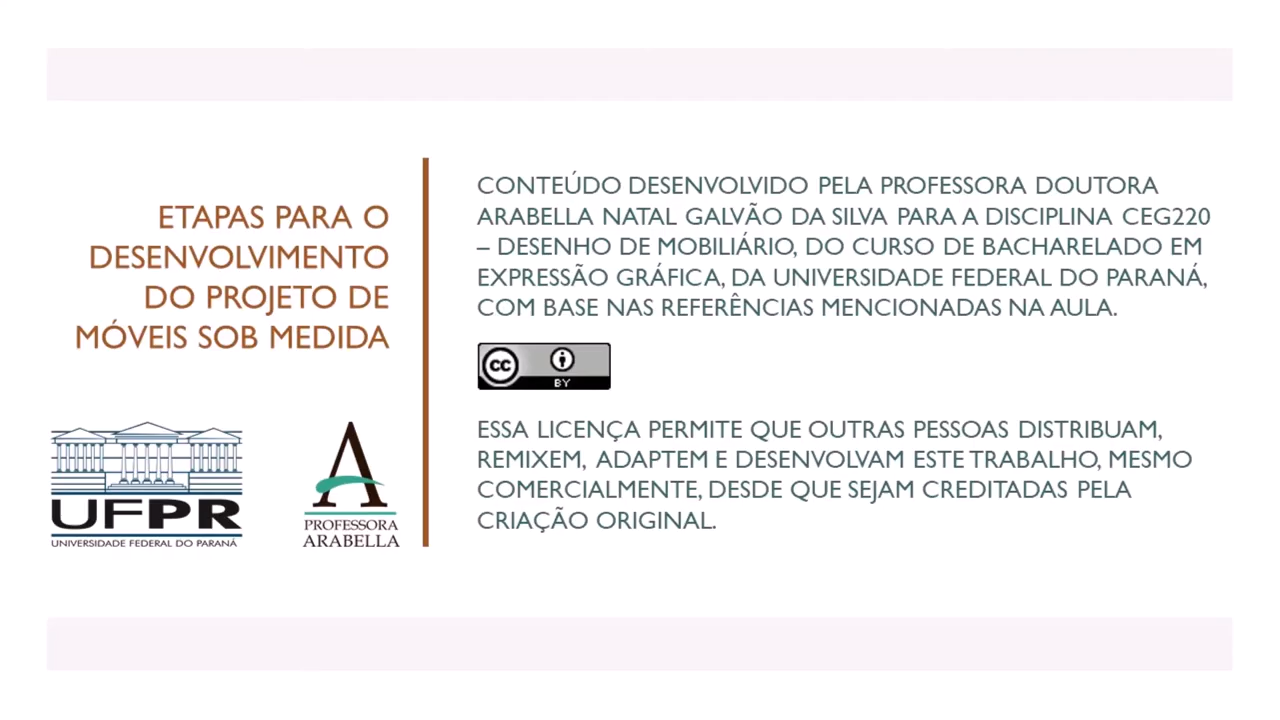 ETAPAS PARA O
DESENVOLVIMENTO
DO PROJETO DE
MÓVEIS SOB MEDIDA
UFPR
UNIVERSIDADE FEDERAL DO PARANÁ
A
PROFESSORA
ARABELLA
CONTEÚDO DESENVOLVIDO PELA PROFESSORA DOUTORA
ARABELLA NATAL GALVÃO DA SILVA PARA A DISCIPLINA CEG220
– DESENHO DE MOBILIÁRIO, DO CURSO DE BACHARELADO EM
EXPRESSÃO GRÁFICA, DA UNIVERSIDADE FEDERAL DO PARANÁ,
COM BASE NAS REFERÊNCIAS MENCIONADAS NA AULA.
cc
BY
ESSA LICENÇA PERMITE QUE OUTRAS PESSOAS DISTRIBUAM,
REMIXEM, ADAPTEM E DESENVOLVAM ESTE TRABALHO, MESMO
COMERCIALMENTE, DESDE QUE SEJAM CREDITADAS PELA
CRIAÇÃO ORIGINAL.